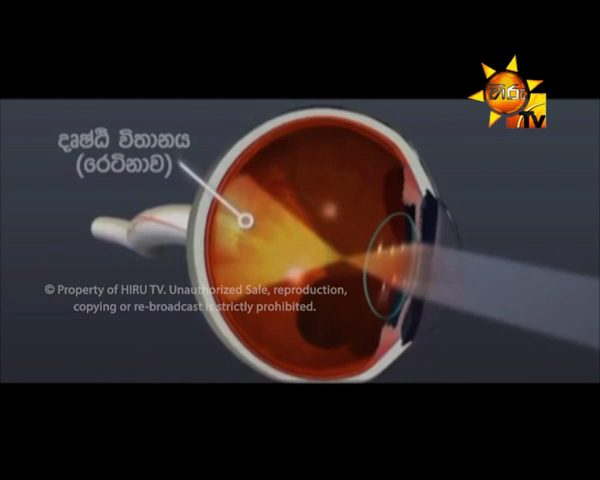 හිරු
TV
දෘෂ්ඨි විතානය
(රෙටිනාව)
© Property of HIRU TV. Unauthorized Sale, reproduction,
copying or re-broadcast is strictly prohibited.